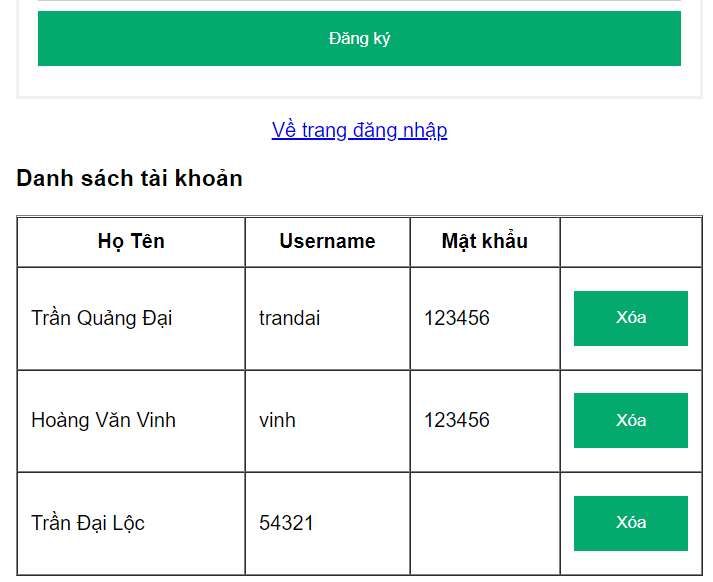 Đăng ký
Về trang đăng nhập
Danh sách tài khoản
Họ Tên Username Mật khẩu
Trần Quảng Đại trandai 123456 Xóa
Hoàng Văn Vinh vinh 123456 Xóa
Trần Đại Lộc 54321 Xóa